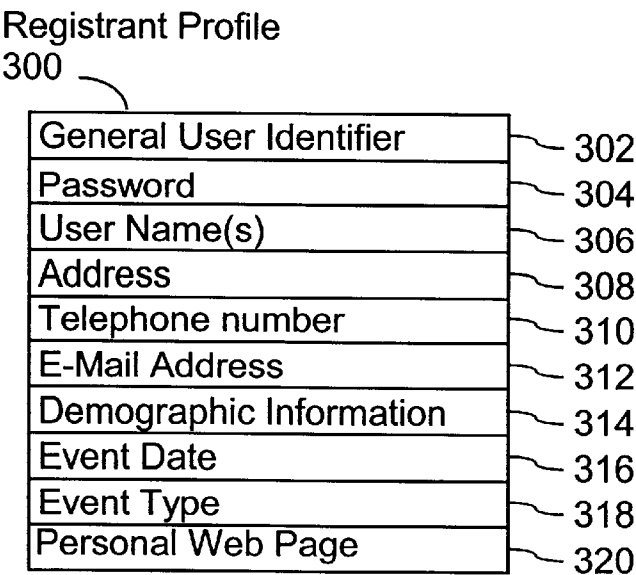 Registrant Profile
300
General User Identifier 302
Password 304
User Name(s) 306
Address 308
Telephone number 310
E-Mail Address 312
Demographic Information 314
Event Date 316
Event Type 318
Personal Web Page 320